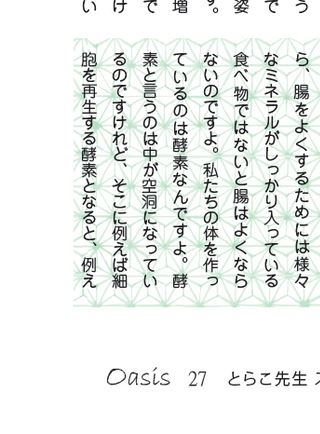 う
で
姿
す。
増
で
け
い
ら、腸をよくするためには様々
なミネラルがしっかり入っている
食べ物ではないと腸はよくなら
ないのですよ。私たちの体を作っ
ているのは酵素なんですよ。酵
素と言うのは中が空洞になってい
るのですけれど、そこに例えば細
胞を再生する酵素となると、例え
Oasis 27 とらこ先生